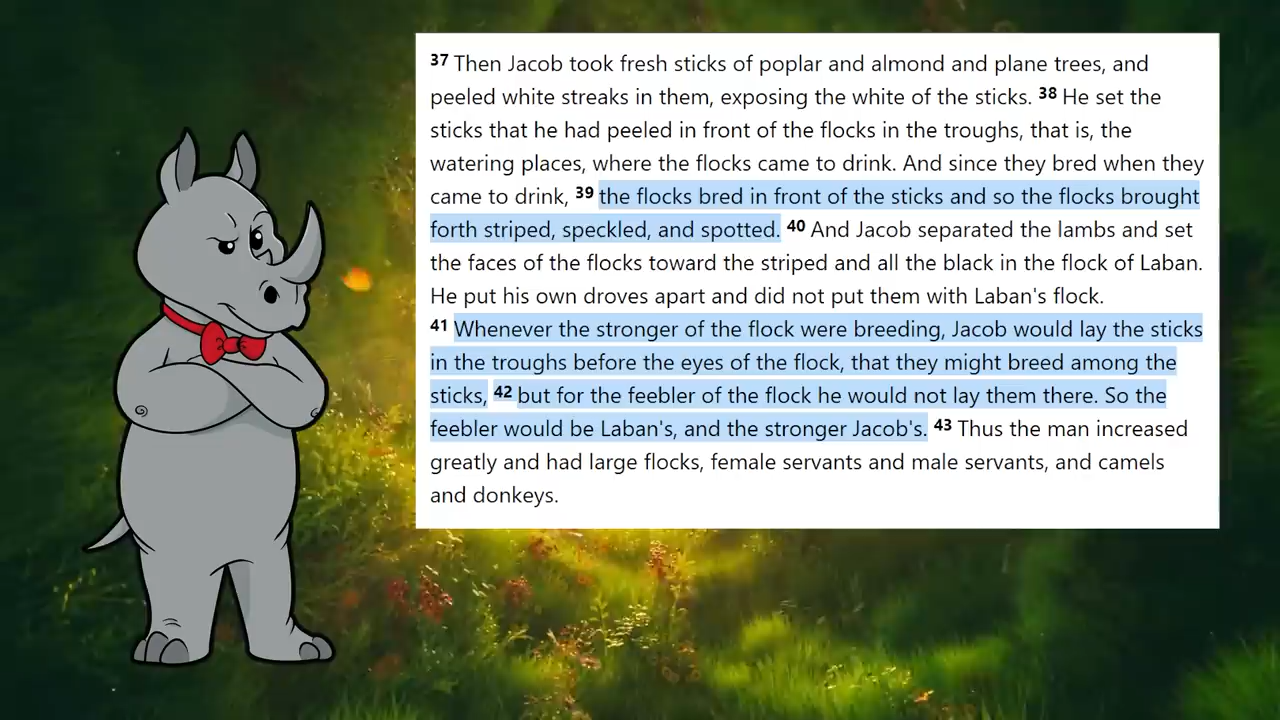 37 Then Jacob took fresh sticks of poplar and almond and plane trees, and
peeled white streaks in them, exposing the white of the sticks. 38 He set the
sticks that he had peeled in front of the flocks in the troughs, that is, the
watering places, where the flocks came to drink. And since they bred when they
came to drink, 39 the flocks bred in front of the sticks and so the flocks brought
forth striped, speckled, and spotted. 40 And Jacob separated the lambs and set
the faces of the flocks toward the striped and all the black in the flock of Laban.
He put his own droves apart and did not put them with Laban's flock.
41 Whenever the stronger of the flock were breeding, Jacob would lay the sticks
in the troughs before the eyes of the flock, that they might breed among the
sticks, 42 but for the feebler of the flock he would not lay them there. So the
feebler would be Laban's, and the stronger Jacob's. 43 Thus the man increased
greatly and had large flocks, female servants and male servants, and camels
and donkeys.